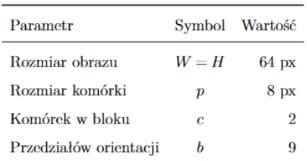 Parametr Symbol Wartość
Rozmiar obrazu W = H 64 px
Rozmiar komórki p 8 px
Komórek w bloku c 2
Przedziałów orientacji b 9